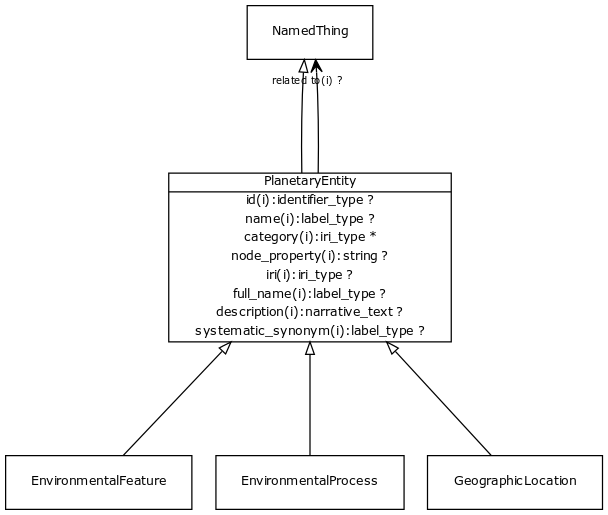 NamedThing
related to(i) ?
PlanetaryEntity
id(i):identifier_type ?
name(i):label_type ?
category(i):iri_type *
node_property(i):string ?
iri(i):iri_type ?
full_name(i):label_type ?
description(i):narrative_text ?
systematic_synonym(i):label_type ?
EnvironmentalFeature
EnvironmentalProcess
GeographicLocation